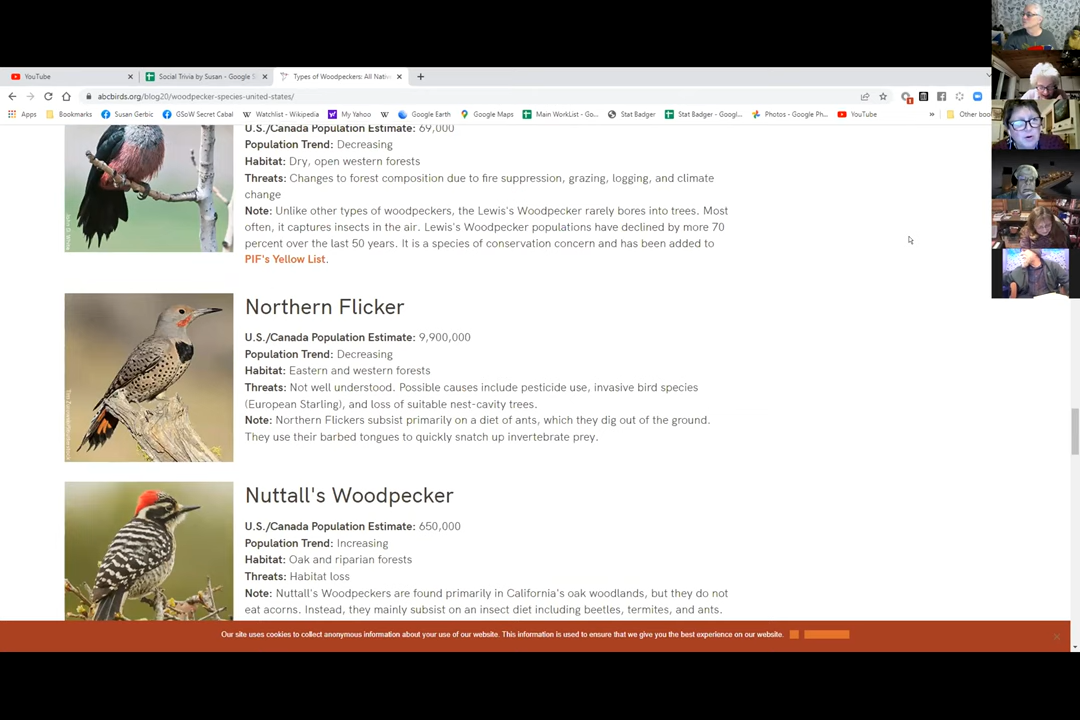 YouTube
Social Trivia by Susan - Google S
Types of Woodpeckers: All Nati
abcbirds.org/blog20/woodpecker-species-united-states/
Apps
Bookmarks
Susan Gerbic
GSoW Secret Cabal
Watchlist - Wikipedia
My Yahoo
Google Earth
Google Maps
Main WorkList - Go...
Stat Badger
Stat Badger - Googl...
Photos - Google Ph...
YouTube
»
Other boo
U.S./Canada Population Estimate: 69,000
Population Trend: Decreasing
Habitat: Dry, open western forests
Threats: Changes to forest composition due to fire suppression, grazing, logging, and climate
change
Note: Unlike other types of woodpeckers, the Lewis's Woodpecker rarely bores into trees. Most
often, it captures insects in the air. Lewis's Woodpecker populations have declined by more 70
percent over the last 50 years. It is a species of conservation concern and has been added to
PIF's Yellow List.
Northern Flicker
U.S./Canada Population Estimate: 9,900,000
Population Trend: Decreasing
Habitat: Eastern and western forests
Threats: Not well understood. Possible causes include pesticide use, invasive bird species
(European Starling), and loss of suitable nest-cavity trees.
Note: Northern Flickers subsist primarily on a diet of ants, which they dig out of the ground.
They use their barbed tongues to quickly snatch up invertebrate prey.
Nuttall's Woodpecker
U.S./Canada Population Estimate: 650,000
Population Trend: Increasing
Habitat: Oak and riparian forests
Threats: Habitat loss
Note: Nuttall's Woodpeckers are found primarily in California's oak woodlands, but they do not
eat acorns. Instead, they mainly subsist on an insect diet including beetles, termites, and ants.
Our site uses cookies to collect anonymous information about your use of our website. This information is used to ensure that we give you the best experience on our website.